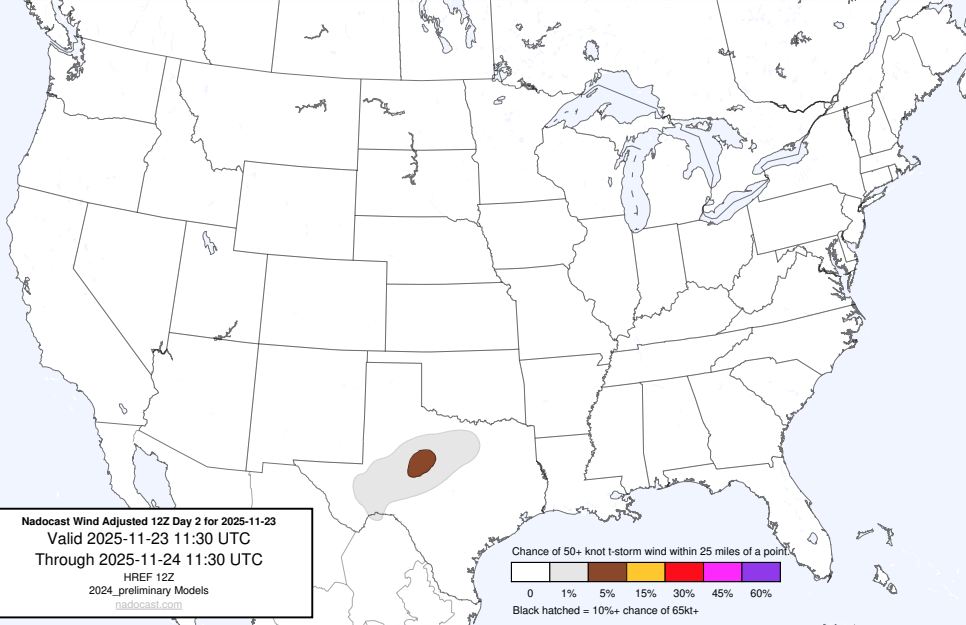 Nadocast Wind Adjusted 12Z Day 2 for 2025-11-23
Valid 2025-11-23 11:30 UTC
Through 2025-11-24 11:30 UTC
HREF 12Z
2024_preliminary Models
nadocast.com
Chance of 50+ knot t-storm wind within 25 miles of a point.
0 1% 5% 15% 30% 45% 60%
Black hatched = 10%+ chance of 65kt+